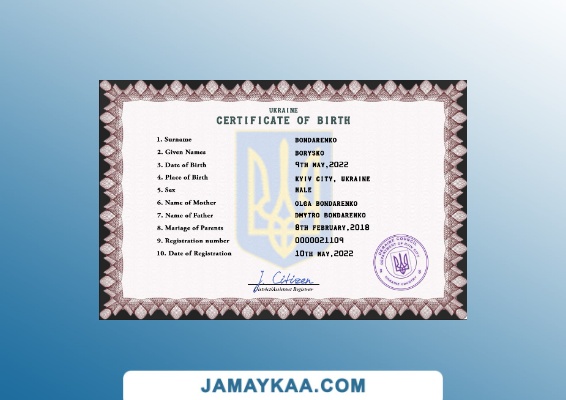 UKRAINE
CERTIFICATE OF BIRTH
1. Surname BONDARENKO
2. Given Names BORYSKO
3. Date of Birth 9TH MAY,2022
4. Place of Birth KYIV CITY, UKRAINE
5. Sex MALE
6. Name of Mother OLGA BONDARENKO
7. Name of Father DMYTRO BONDARENKO
8. Mariage of Parents 8TH FEBRUARY,2018
9. Registration number 0000021109
10. Date of Registration 10TH MAY,2022
J. Citizen
Registrar
JAMAYKAA.COM